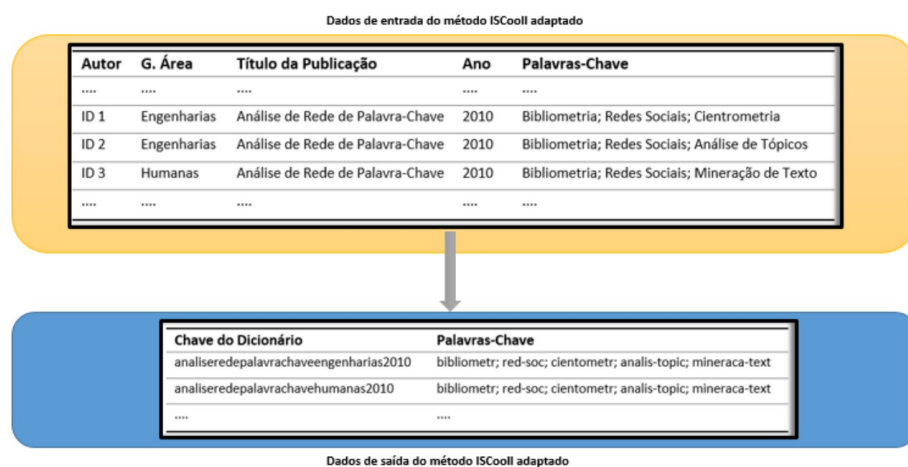 Dados de entrada do método ISCooll adaptado
Autor G. Área Título da Publicação Ano Palavras-Chave
.... .... .... .... ....
ID 1 Engenharias Análise de Rede de Palavra-Chave 2010 Bibliometria; Redes Sociais; Cientrometria
ID 2 Engenharias Análise de Rede de Palavra-Chave 2010 Bibliometria; Redes Sociais; Análise de Tópicos
ID 3 Humanas Análise de Rede de Palavra-Chave 2010 Bibliometria; Redes Sociais; Mineração de Texto
.... .... .... .... ....
Chave do Dicionário Palavras-Chave
analiseredepalavrachaveengenharias2010 bibliometr; red-soc; cientometr; analis-topic; mineraca-text
analiseredepalavrachavehumanas2010 bibliometr; red-soc; cientometr; analis-topic; mineraca-text
.... ....
Dados de saída do método ISCooll adaptado